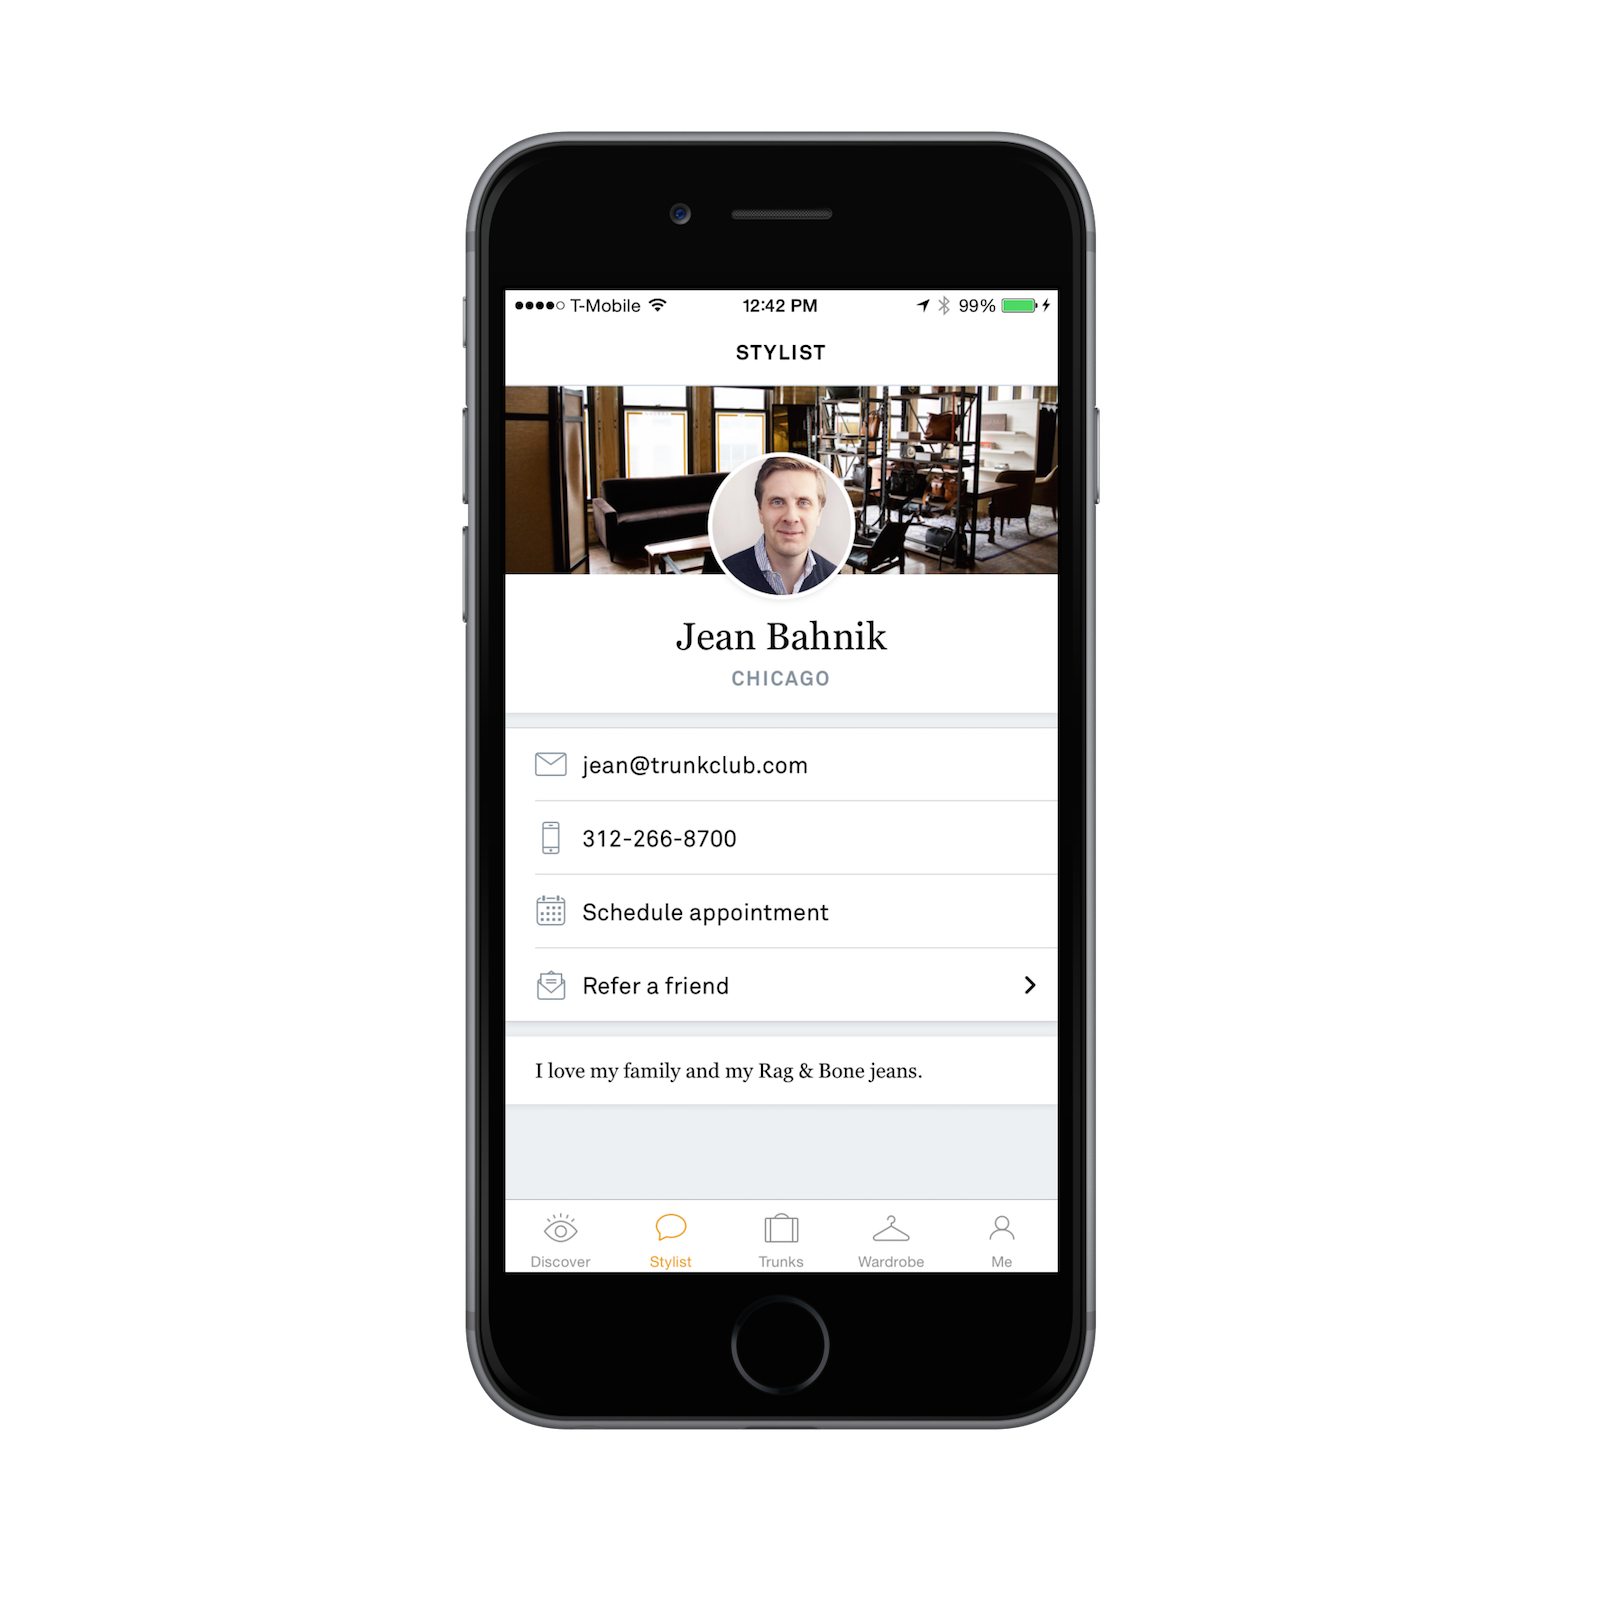 T-Mobile 12:42 PM 99%
STYLIST
Jean Bahnik
CHICAGO
jean@trunkclub.com
312-266-8700
Schedule appointment
Refer a friend
I love my family and my Rag & Bone jeans.
Discover Stylist Trunks Wardrobe Me